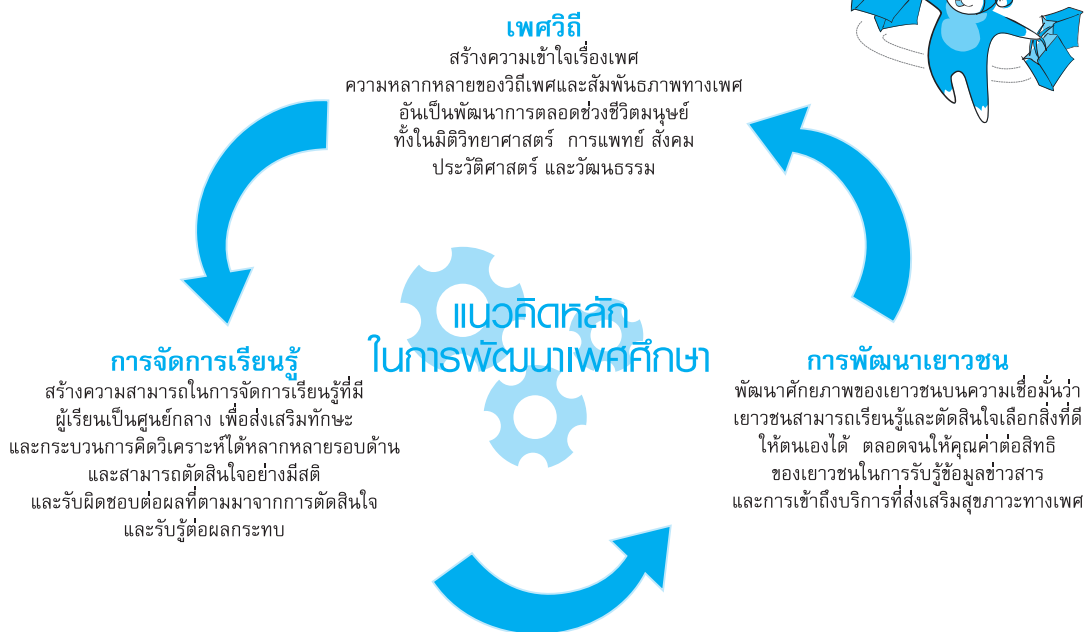 เพศวิถี
สร้างความเข้าใจเรื่องเพศ
ความหลากหลายของวิถีเพศและสัมพันธภาพทางเพศ
อันเป็นพัฒนาการตลอดช่วงชีวิตมนุษย์
ทั้งในมิติวิทยาศาสตร์ การแพทย์ สังคม
ประวัติศาสตร์ และวัฒนธรรม
แนวคิดหลัก
ในการพัฒนาเพศศึกษา
การจัดการเรียนรู้
สร้างความสามารถในการจัดการเรียนรู้ที่มี
ผู้เรียนเป็นศูนย์กลาง เพื่อส่งเสริมทักษะ
และกระบวนการคิดวิเคราะห์ได้หลากหลายรอบด้าน
และสามารถตัดสินใจอย่างมีสติ
และรับผิดชอบต่อผลที่ตามมาจากการตัดสินใจ
และรับรู้ต่อผลกระทบ
การพัฒนาเยาวชน
พัฒนาศักยภาพของเยาวชนบนความเชื่อมั่นว่า
เยาวชนสามารถเรียนรู้และตัดสินใจเลือกสิ่งที่ดี
ให้ตนเองได้ ตลอดจนให้คุณค่าต่อสิทธิ
ของเยาวชนในการรับรู้ข้อมูลข่าวสาร
และการเข้าถึงบริการที่ส่งเสริมสุขภาวะทางเพศ